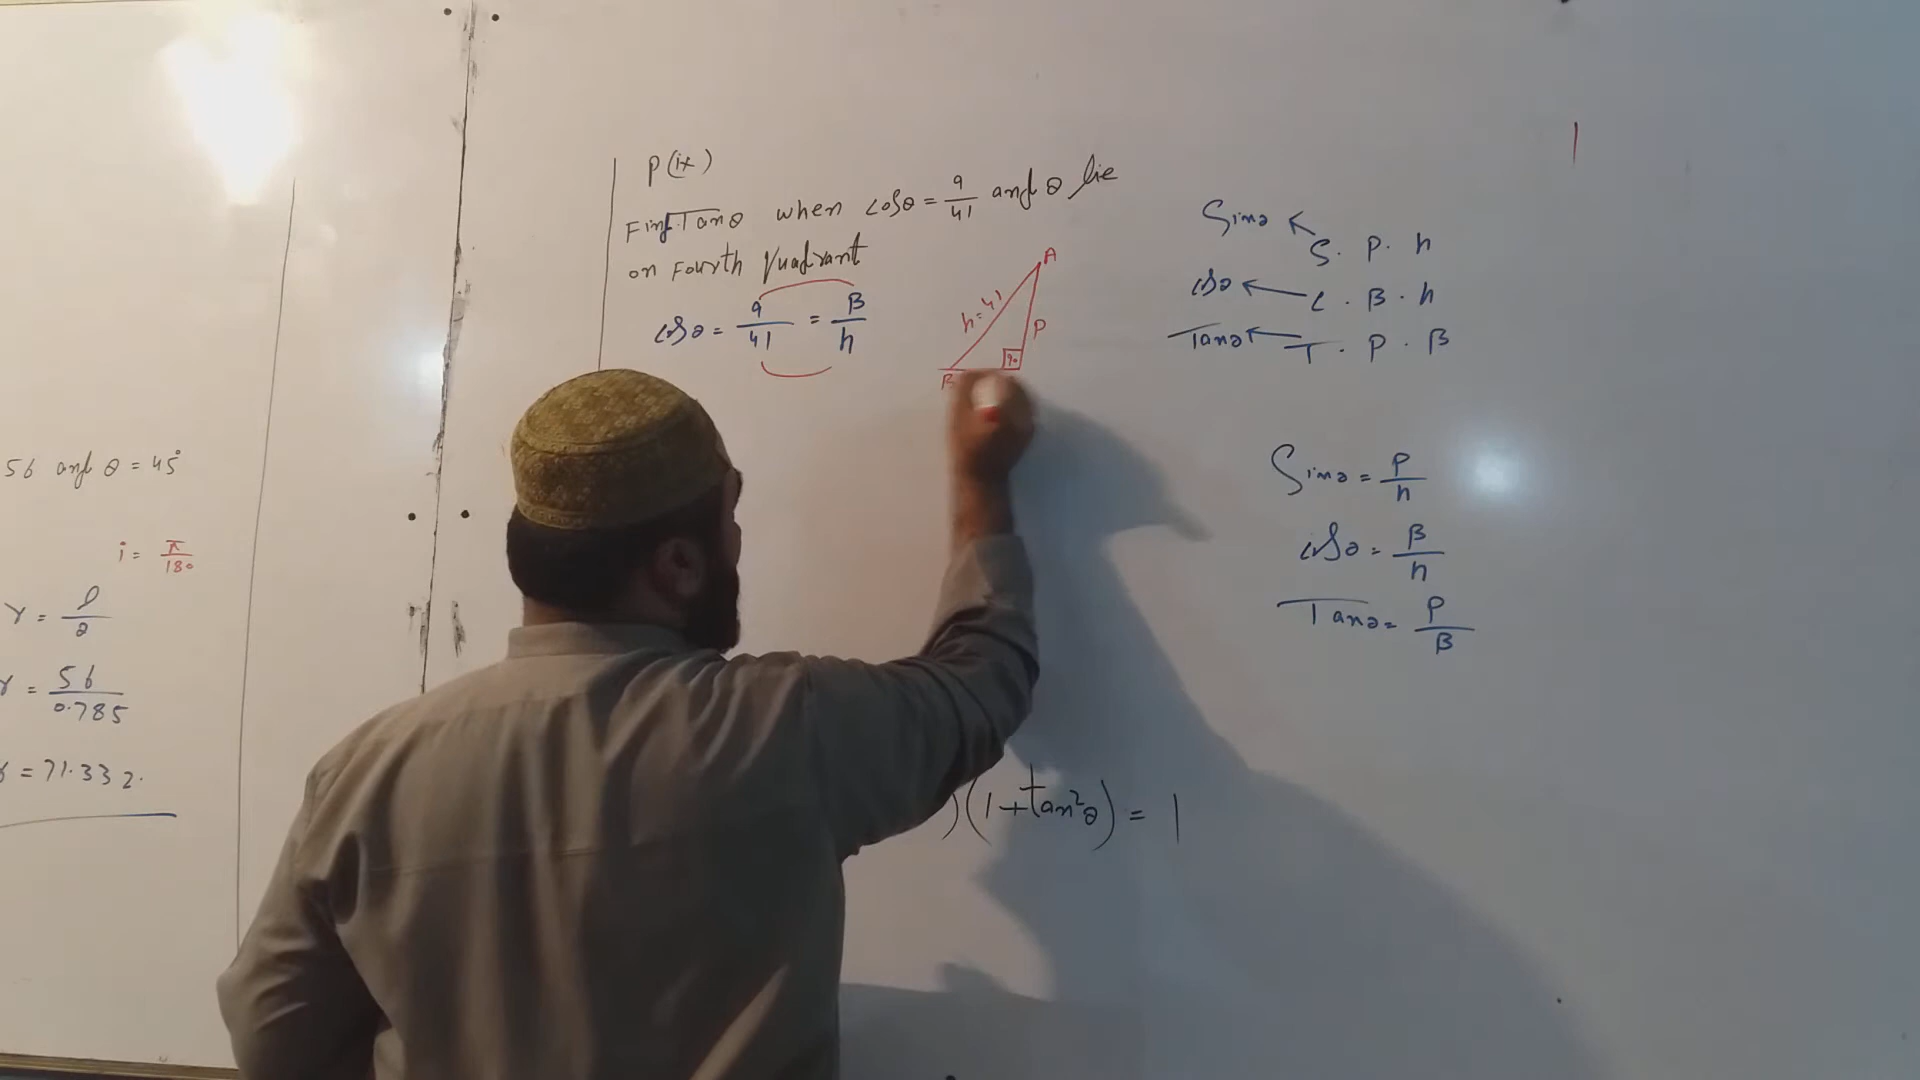 56 and θ = 45°
i = π/180
r = l/θ
r = 56/0.785
r = 71.332.
P(ix)
Find Tanθ when Cosθ = 9/41 and θ lie
on Fourth Quadrant
Cosθ = 9/41 = B/h
A
h = 41
P
90
B
Sinθ ← S. P. h
Cosθ ← C. B. h
Tanθ ← T. P. B
Sinθ = P/h
Cosθ = B/h
Tanθ = P/B
)(1+tan²θ) = 1